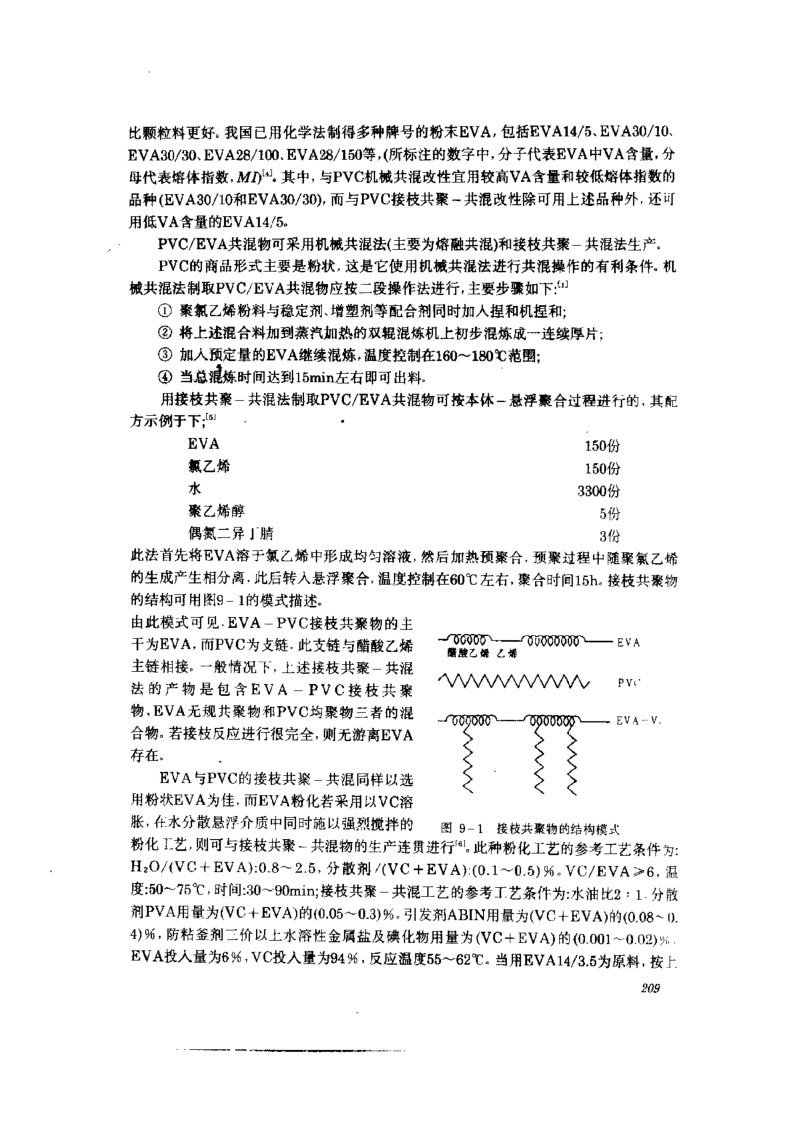 比颗粒料更好。我国已用化学法制得多种牌号的粉末EVA, 包括EVA14/5、EVA30/10、
EVA30/30、EVA28/100、EVA28/150等,(所标注的数字中, 分子代表EVA中VA含量, 分
母代表熔体指数, MI)[4]。其中, 与PVC机械共混改性宜用较高VA含量和较低熔体指数的
品种(EVA30/10和EVA30/30), 而与PVC接枝共聚－共混改性除可用上述品种外, 还可
用低VA含量的EVA14/5。
PVC/EVA共混物可采用机械共混法(主要为熔融共混)和接枝共聚－共混法生产。
PVC的商品形式主要是粉状, 这是它使用机械共混法进行共混操作的有利条件。机
械共混法制取PVC/EVA共混物应按二段操作法进行, 主要步骤如下:[1]
① 聚氯乙烯粉料与稳定剂、增塑剂等配合剂同时加入捏和机捏和;
② 将上述混合料加到蒸汽加热的双辊混炼机上初步混炼成一连续厚片;
③ 加入预定量的EVA继续混炼, 温度控制在160～180℃范围;
④ 当总混炼时间达到15min左右即可出料。
用接枝共聚－共混法制取PVC/EVA共混物可按本体－悬浮聚合过程进行的, 其配
方示例于下:[5]
EVA 150份
氯乙烯 150份
水 3300份
聚乙烯醇 5份
偶氮二异丁腈 3份
此法首先将EVA溶于氯乙烯中形成均匀溶液, 然后加热预聚合, 预聚过程中随聚氯乙烯
的生成产生相分离, 此后转入悬浮聚合, 温度控制在60℃左右, 聚合时间15h。接枝共聚物
的结构可用图9－1的模式描述。
由此模式可见, EVA－PVC接枝共聚物的主
干为EVA, 而PVC为支链, 此支链与醋酸乙烯
主链相接。一般情况下, 上述接枝共聚－共混
法的产物是包含EVA－PVC接枝共聚
物、EVA无规共聚物和PVC均聚物三者的混
合物。若接枝反应进行很完全, 则无游离EVA
存在。
EVA与PVC的接枝共聚－共混同样以选
用粉状EVA为佳, 而EVA粉化若采用以VC溶
胀, 在水分散悬浮介质中同时施以强烈搅拌的
EVA
醋酸乙烯 乙烯
PVC
EVA－V.
图 9－1 接枝共聚物的结构模式
粉化工艺, 则可与接枝共聚－共混物的生产连贯进行[6]。此种粉化工艺的参考工艺条件为:
H₂O/(VC＋EVA):0.8～2.5, 分散剂/(VC＋EVA):(0.1～0.5)%。VC/EVA≥6, 温
度:50～75℃, 时间:30～90min;接枝共聚－共混工艺的参考工艺条件为:水油比2：1, 分散
剂PVA用量为(VC＋EVA)的(0.05～0.3)%。引发剂ABIN用量为(VC＋EVA)的(0.08～0.
4)%, 防粘釜剂三价以上水溶性金属盐及碘化物用量为(VC＋EVA)的(0.001～0.02)%.
EVA投入量为6%, VC投入量为94%, 反应温度55～62℃。当用EVA14/3.5为原料, 按上
209